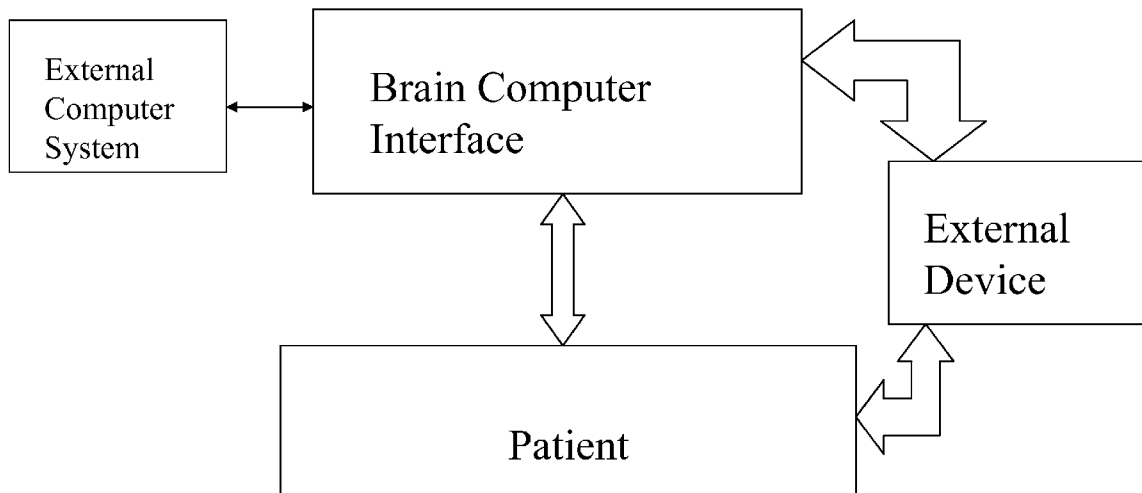 External
Computer
System
Brain Computer
Interface
External
Device
Patient